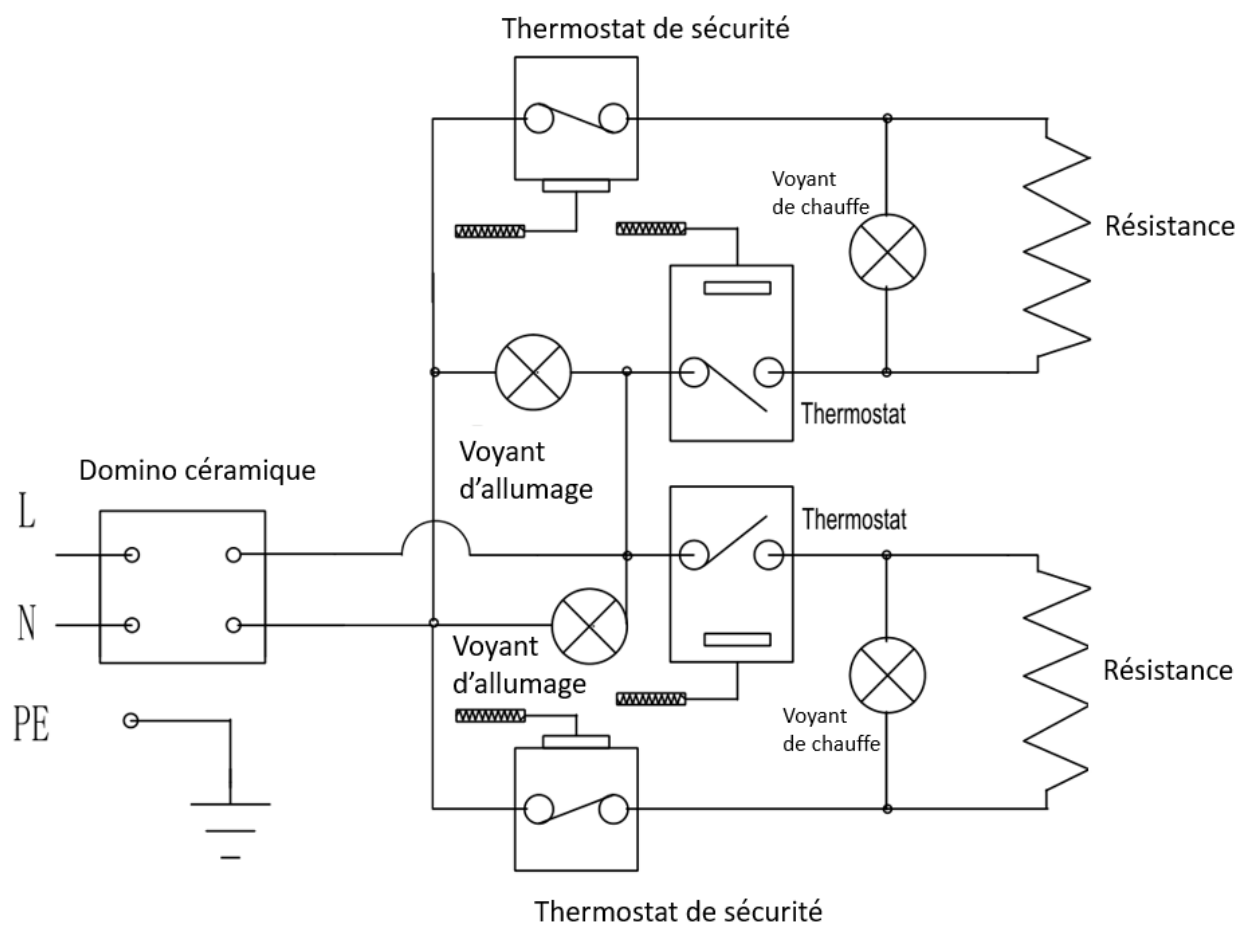 Thermostat de sécurité
Voyant
de chauffe
Résistance
Thermostat
Voyant
d’allumage
Domino céramique
L
Thermostat
N
Voyant
d’allumage
Résistance
PE
Voyant
de chauffe
Thermostat de sécurité